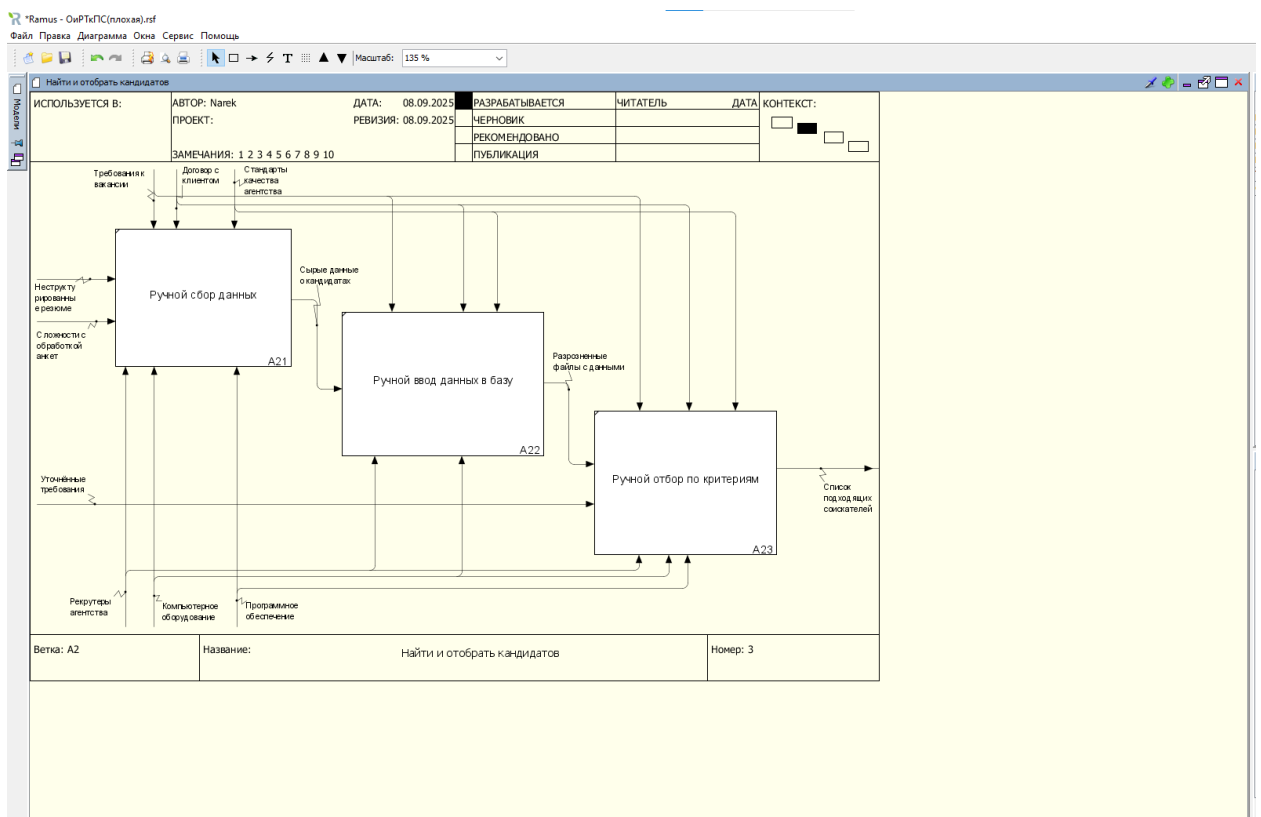 *Ramus - ОиРТкПС(плохая).rsf
Файл Правка Диаграмма Окна Сервис Помощь
Масштаб: 135 %
Модели
Найти и отобрать кандидатов
ИСПОЛЬЗУЕТСЯ В:
АВТОР: Narek
ДАТА: 08.09.2025
РАЗРАБАТЫВАЕТСЯ
ЧИТАТЕЛЬ
ДАТА
КОНТЕКСТ:
ПРОЕКТ:
РЕВИЗИЯ: 08.09.2025
ЧЕРНОВИК
РЕКОМЕНДОВАНО
ЗАМЕЧАНИЯ: 1 2 3 4 5 6 7 8 9 10
ПУБЛИКАЦИЯ
Требования к
вакансии
Договор с
клиентом
Стандарты
качества
агентства
Неструкту
рированны
е резюме
Сложности с
обработкой
анкет
Ручной сбор данных
A21
Сырые данные
о кандидатах
Ручной ввод данных в базу
A22
Разрозненные
файлы с данными
Ручной отбор по критериям
A23
Уточнённые
требования
Список
подходящих
соискателей
Рекрутеры
агентства
Компьютерное
оборудование
Программное
обеспечение
Ветка: A2
Название:
Найти и отобрать кандидатов
Номер: 3